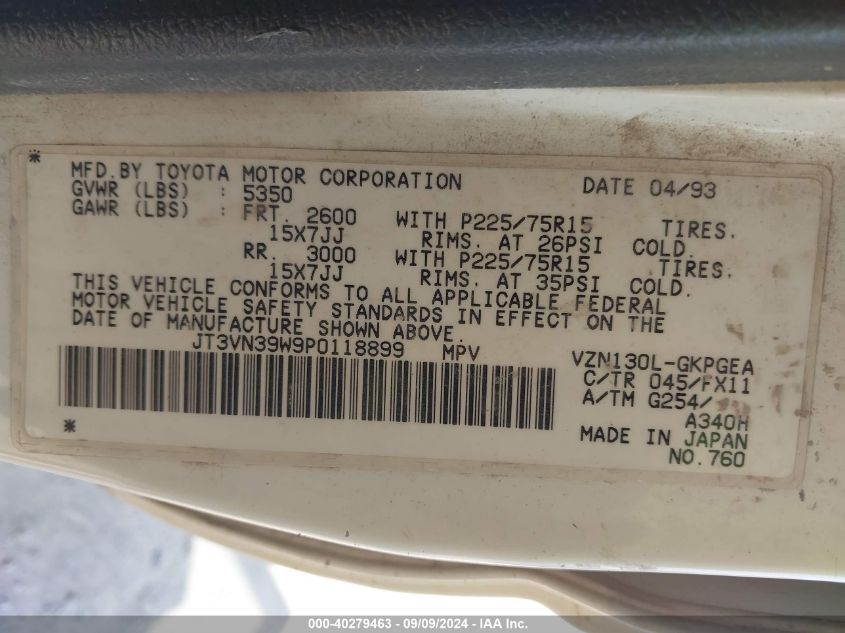 * MFD.BY TOYOTA MOTOR CORPORATION DATE 04/93
GVWR (LBS) : 5350
GAWR (LBS) : FRT. 2600 WITH P225/75R15 TIRES.
15X7JJ RIMS. AT 26PSI COLD.
RR. 3000 WITH P225/75R15 TIRES.
15X7JJ RIMS. AT 35PSI COLD.
THIS VEHICLE CONFORMS TO ALL APPLICABLE FEDERAL
MOTOR VEHICLE SAFETY STANDARDS IN EFFECT ON THE
DATE OF MANUFACTURE SHOWN ABOVE.
JT3VN39W9P0118899 MPV VZN130L-GKPGEA
C/TR 045/FX11
A/TM G254/
A340H
* MADE IN JAPAN
NO.760
000-40279463 - 09/09/2024 - IAA Inc.